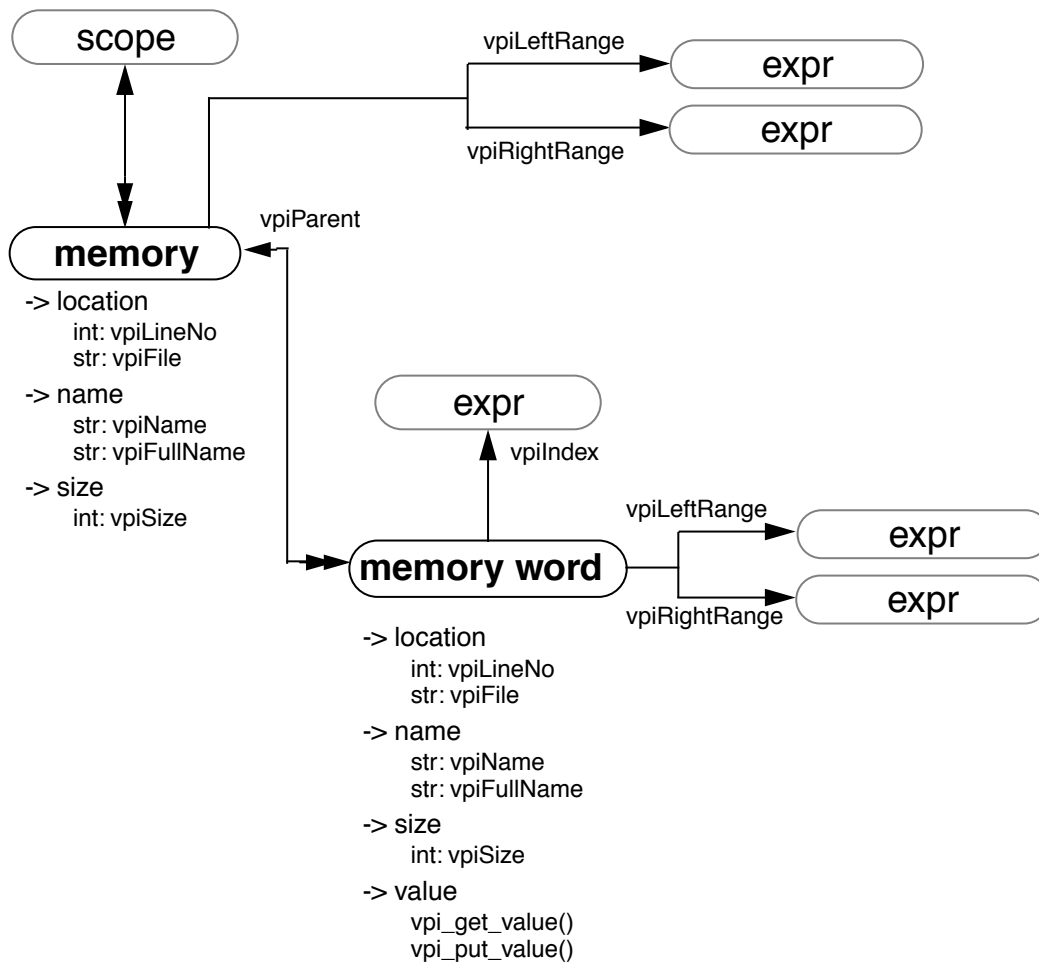 scope
vpiLeftRange
expr
expr
vpiRightRange
vpiParent
memory
-> location
int: vpiLineNo
str: vpiFile
-> name
str: vpiName
str: vpiFullName
-> size
int: vpiSize
expr
vpiIndex
vpiLeftRange
expr
memory word
expr
vpiRightRange
-> location
int: vpiLineNo
str: vpiFile
-> name
str: vpiName
str: vpiFullName
-> size
int: vpiSize
-> value
vpi_get_value()
vpi_put_value()